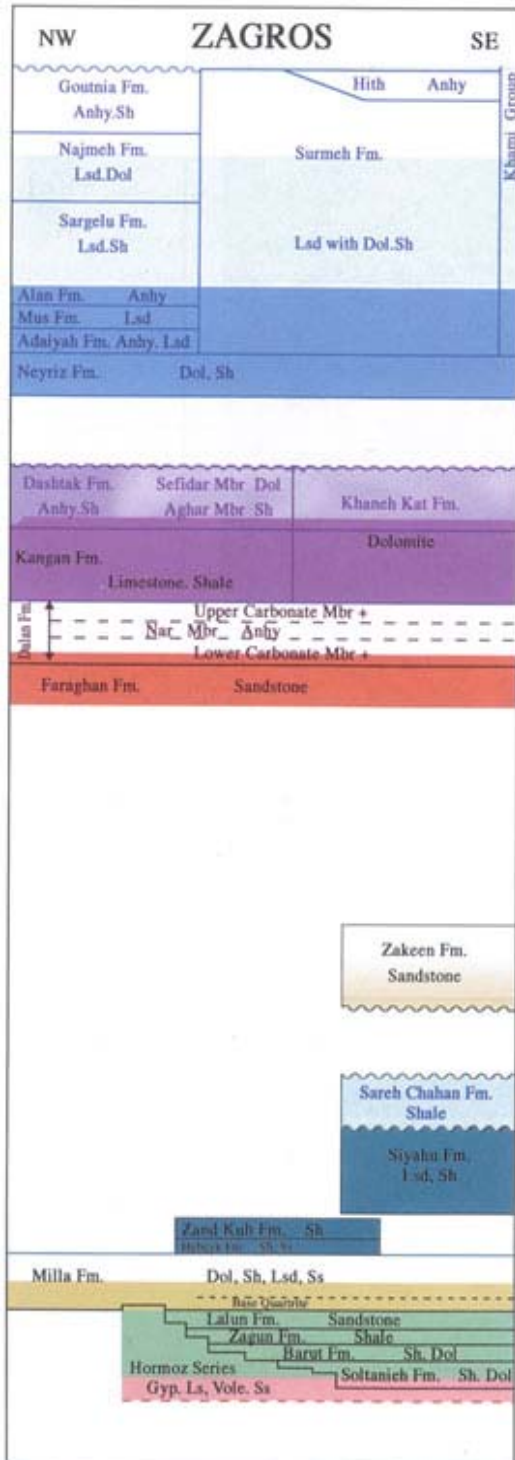 ZAGROS
NW
SE
Goutnia Fm.
Anhy.Sh
Hith Anhy
Khami Group
Najmeh Fm.
Lsd.Dol
Surmeh Fm.
Sargelu Fm.
Lsd.Sh
Lsd with Dol.Sh
Alan Fm. Anhy
Mus Fm. Lsd
Adaiyah Fm. Anhy. Lsd
Neyriz Fm. Dol, Sh
Dashtak Fm.
Anhy.Sh
Sefidar Mbr Dol
Aghar Mbr Sh
Khaneh Kat Fm.
Dolomite
Kangan Fm.
Limestone. Shale
Dalan Fm.
Upper Carbonate Mbr +
Nar Mbr Anhy
Lower Carbonate Mbr +
Faraghan Fm. Sandstone
Zakeen Fm.
Sandstone
Sareh Chahan Fm.
Shale
Siyahu Fm.
Lsd, Sh
Zard Kuh Fm. Sh
Fm. Sh,
Milla Fm. Dol, Sh, Lsd, Ss
Base Quartzite
Lalun Fm. Sandstone
Zagun Fm. Shale
Barut Fm. Sh. Dol
Hormoz Series
Gyp. Ls, Vole. Ss
Soltanieh Fm. Sh. Dol